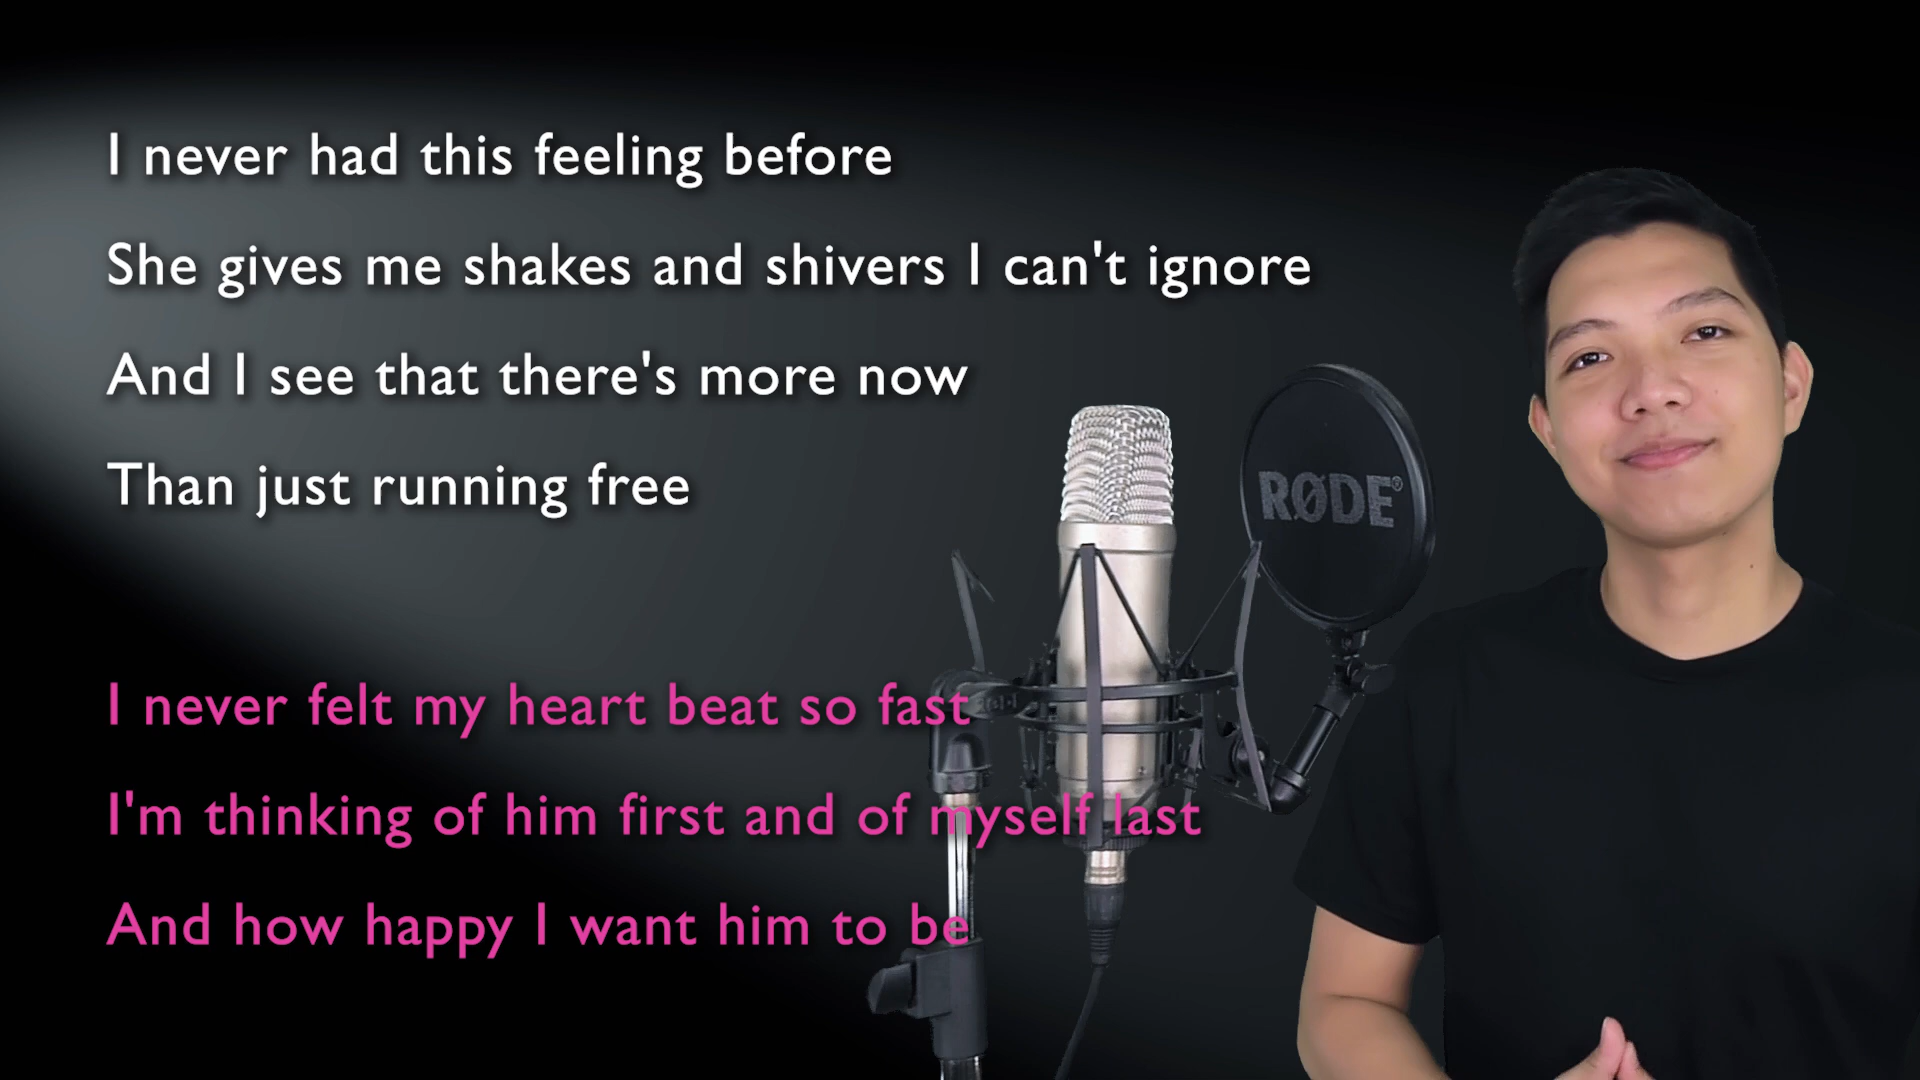 I never had this feeling before
She gives me shakes and shivers I can't ignore
And I see that there's more now
Than just running free
RØDE®
I never felt my heart beat so fast
I'm thinking of him first and of myself last
And how happy I want him to be